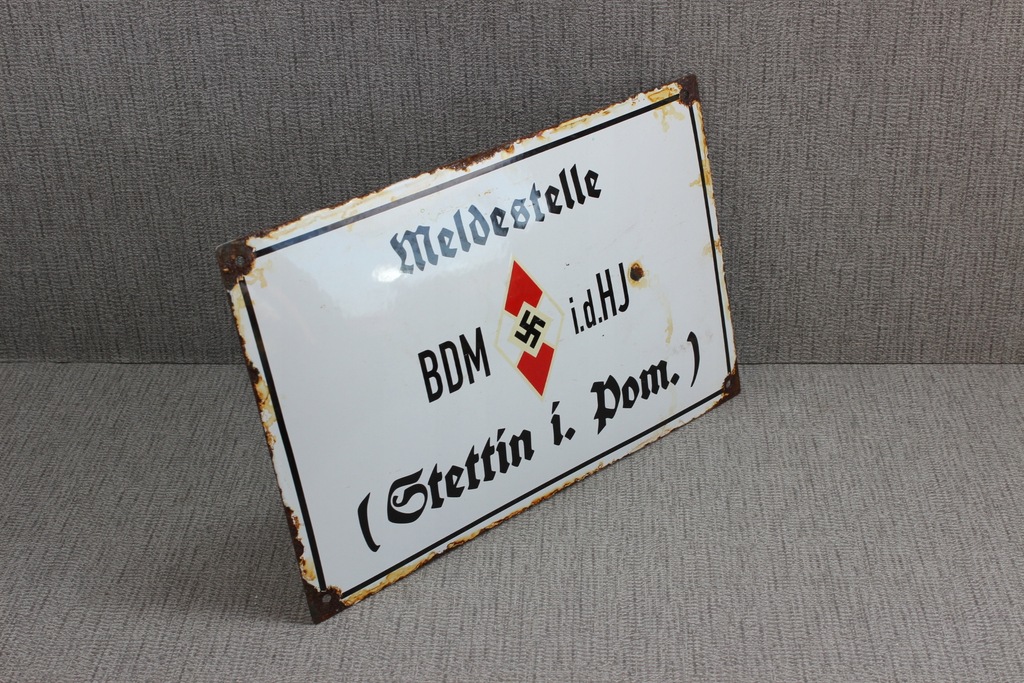 Meldestelle
BDM i.d.HJ
(Stettin i. Pom.)